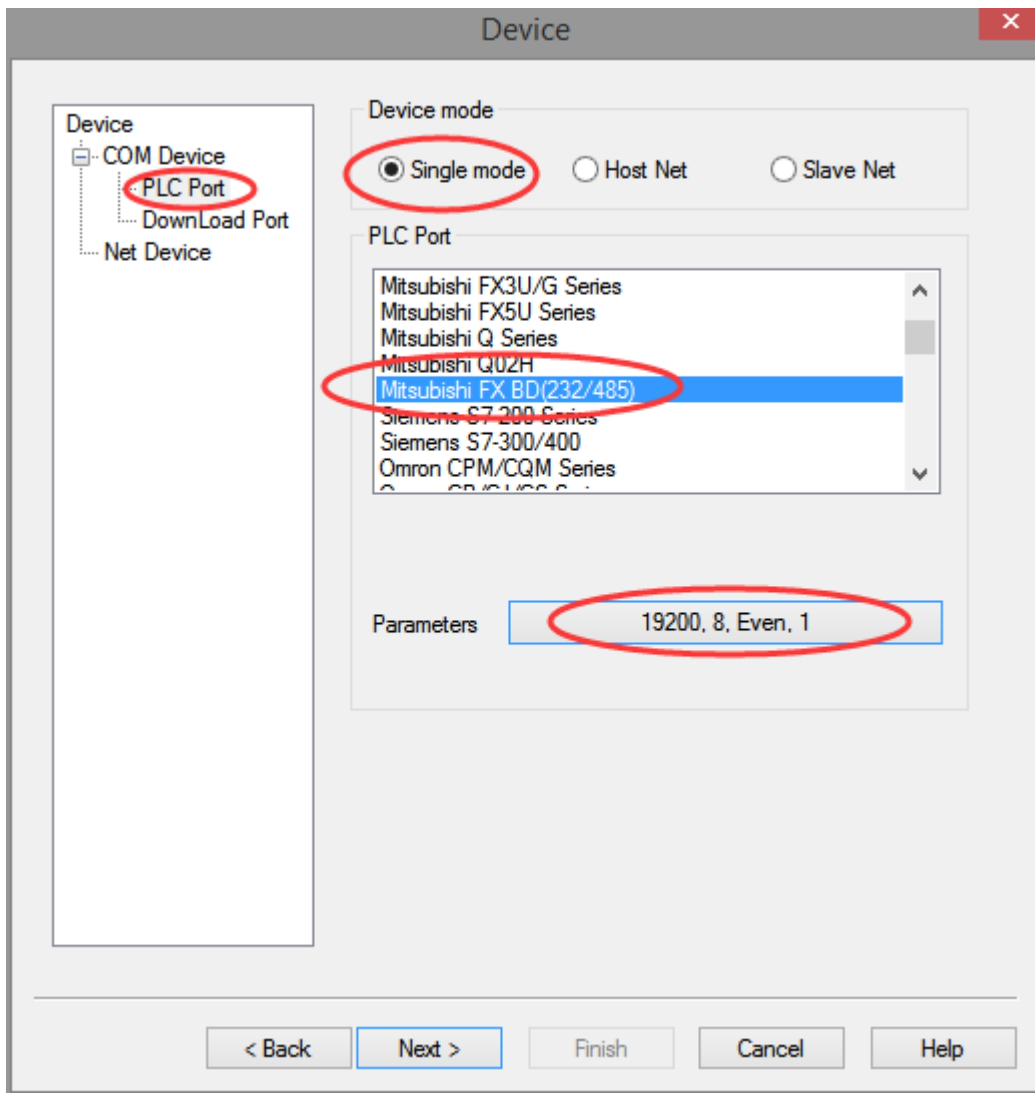 Device
Device
COM Device
PLC Port
DownLoad Port
Net Device
Device mode
Single mode
Host Net
Slave Net
PLC Port
Mitsubishi FX3U/G Series
Mitsubishi FX5U Series
Mitsubishi Q Series
Mitsubishi Q02H
Mitsubishi FX BD(232/485)
Siemens S7-200 Series
Siemens S7-300/400
Omron CPM/CQM Series
Parameters
19200, 8, Even, 1
< Back
Next >
Finish
Cancel
Help